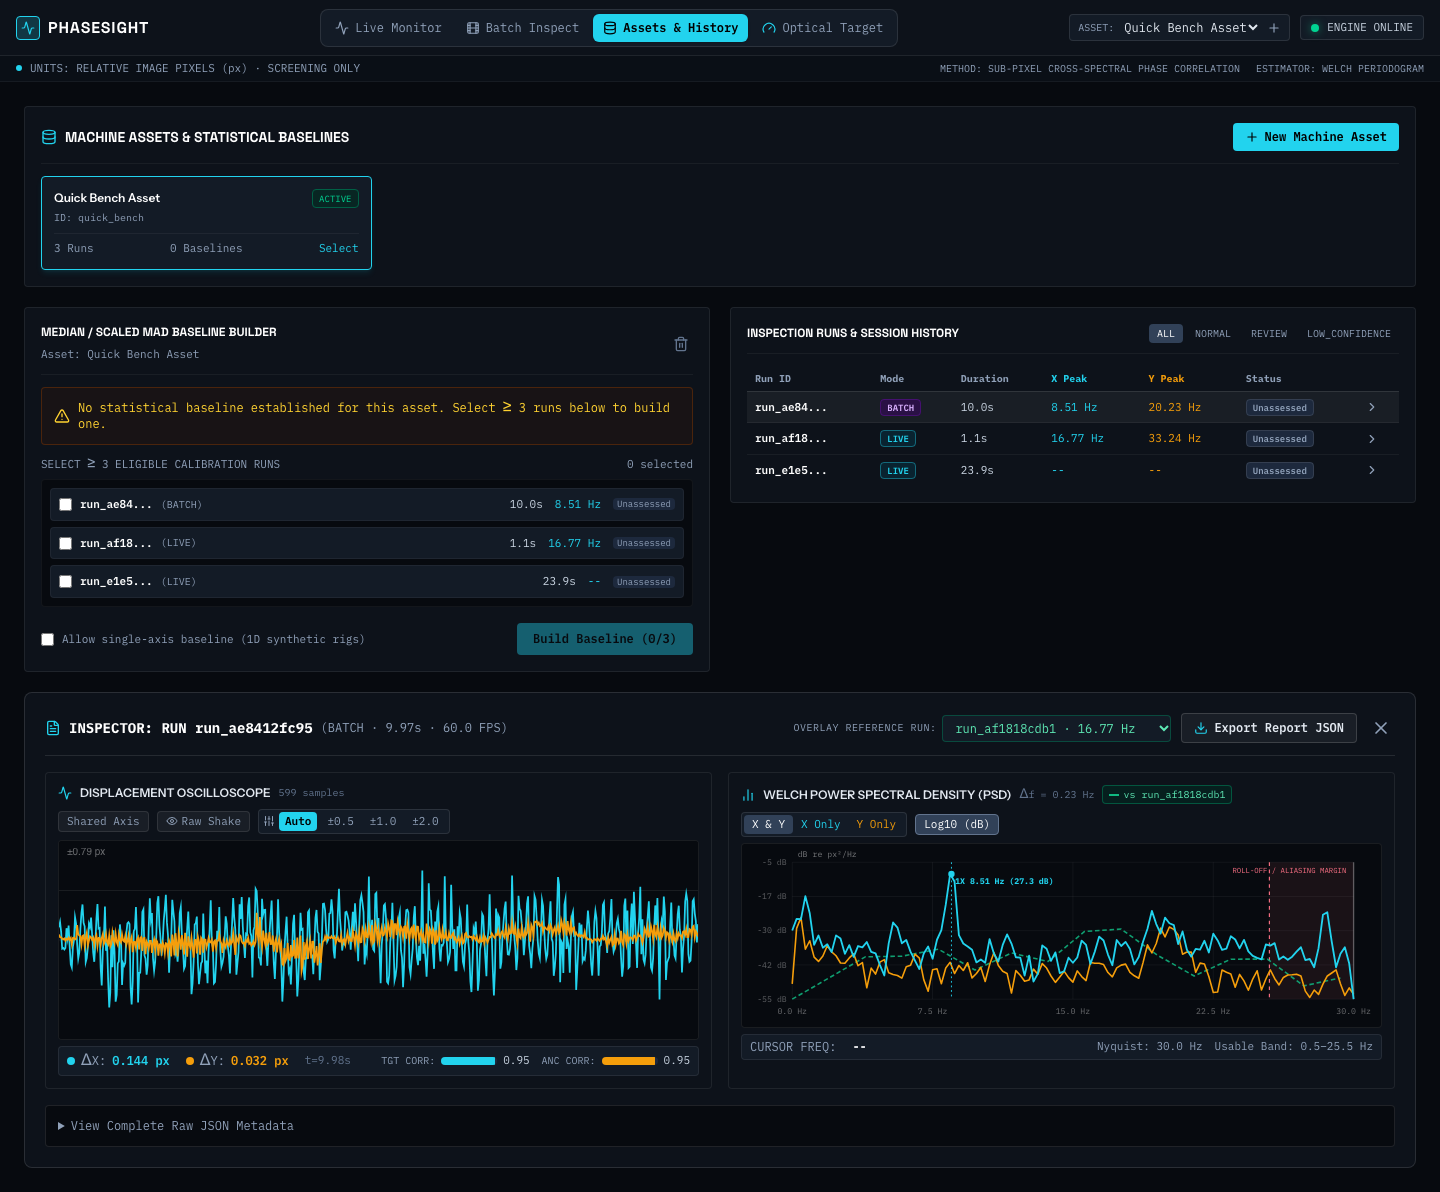 PHASESIGHT
Live Monitor
Batch Inspect
Assets & History
Optical Target
ASSET: Quick Bench Asset
ENGINE ONLINE
UNITS: RELATIVE IMAGE PIXELS (px) · SCREENING ONLY
METHOD: SUB-PIXEL CROSS-SPECTRAL PHASE CORRELATION
ESTIMATOR: WELCH PERIODOGRAM
MACHINE ASSETS & STATISTICAL BASELINES
New Machine Asset
Quick Bench Asset
ACTIVE
ID: quick_bench
3 Runs
0 Baselines
Select
MEDIAN / SCALED MAD BASELINE BUILDER
Asset: Quick Bench Asset
No statistical baseline established for this asset. Select ≥ 3 runs below to build
one.
SELECT ≥ 3 ELIGIBLE CALIBRATION RUNS
0 selected
run_ae84... (BATCH) 10.0s 8.51 Hz Unassessed
run_af18... (LIVE) 1.1s 16.77 Hz Unassessed
run_e1e5... (LIVE) 23.9s -- Unassessed
Allow single-axis baseline (1D synthetic rigs)
Build Baseline (0/3)
INSPECTION RUNS & SESSION HISTORY
ALL NORMAL REVIEW LOW_CONFIDENCE
Run ID Mode Duration X Peak Y Peak Status
run_ae84... BATCH 10.0s 8.51 Hz 20.23 Hz Unassessed
run_af18... LIVE 1.1s 16.77 Hz 33.24 Hz Unassessed
run_e1e5... LIVE 23.9s -- -- Unassessed
INSPECTOR: RUN run_ae8412fc95 (BATCH · 9.97s · 60.0 FPS)
OVERLAY REFERENCE RUN: run_af1818cdb1 · 16.77 Hz
Export Report JSON
DISPLACEMENT OSCILLOSCOPE 599 samples
Shared Axis Raw Shake Auto ±0.5 ±1.0 ±2.0
±0.79 px
ΔX: 0.144 px ΔY: 0.032 px t=9.98s TGT CORR: 0.95 ANC CORR: 0.95
WELCH POWER SPECTRAL DENSITY (PSD) Δf = 0.23 Hz vs run_af1818cdb1
X & Y X Only Y Only Log10 (dB)
dB re px²/Hz
-5 dB
ROLL-OFF / ALIASING MARGIN
1X 8.51 Hz (27.3 dB)
-17 dB
-30 dB
-42 dB
-55 dB
0.0 Hz 7.5 Hz 15.0 Hz 22.5 Hz 30.0 Hz
CURSOR FREQ: -- Nyquist: 30.0 Hz Usable Band: 0.5–25.5 Hz
View Complete Raw JSON Metadata